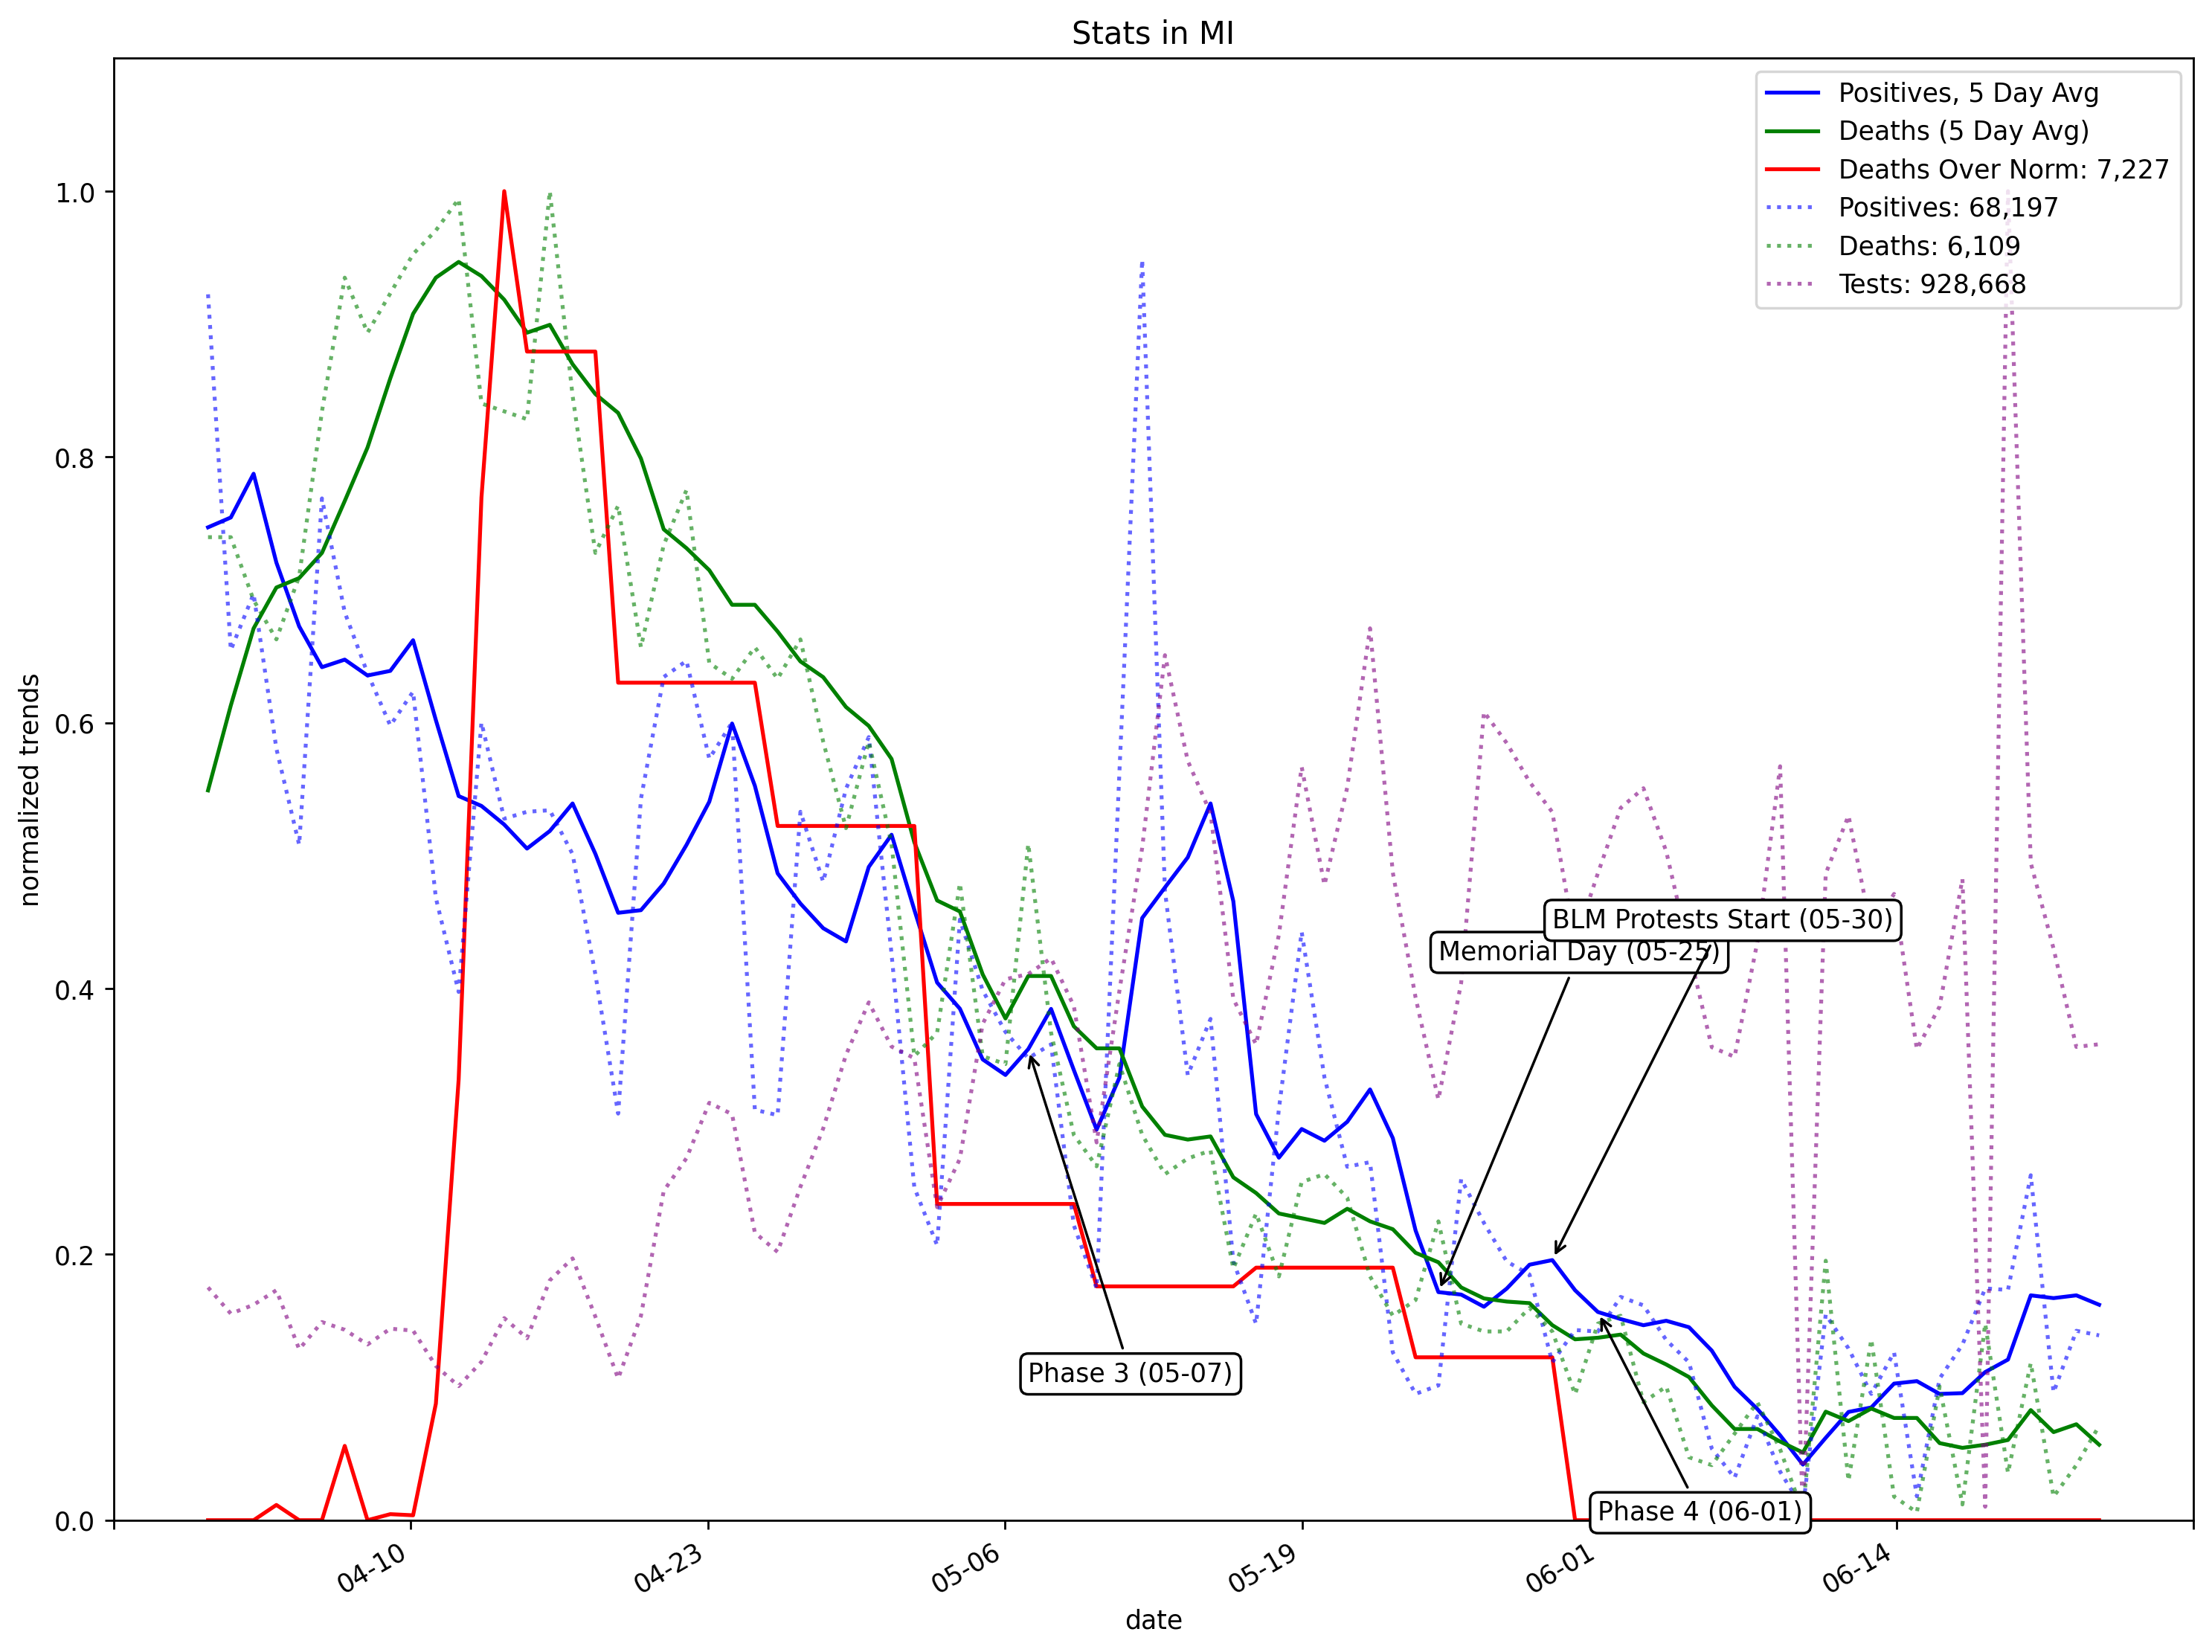 Stats in MI
Positives, 5 Day Avg
Deaths (5 Day Avg)
Deaths Over Norm: 7,227
Positives: 68,197
Deaths: 6,109
Tests: 928,668
normalized trends
1.0
0.8
0.6
0.4
0.2
0.0
BLM Protests Start (05-30)
Memorial Day (05-25)
Phase 3 (05-07)
Phase 4 (06-01)
04-10
04-23
05-06
05-19
06-01
06-14
date